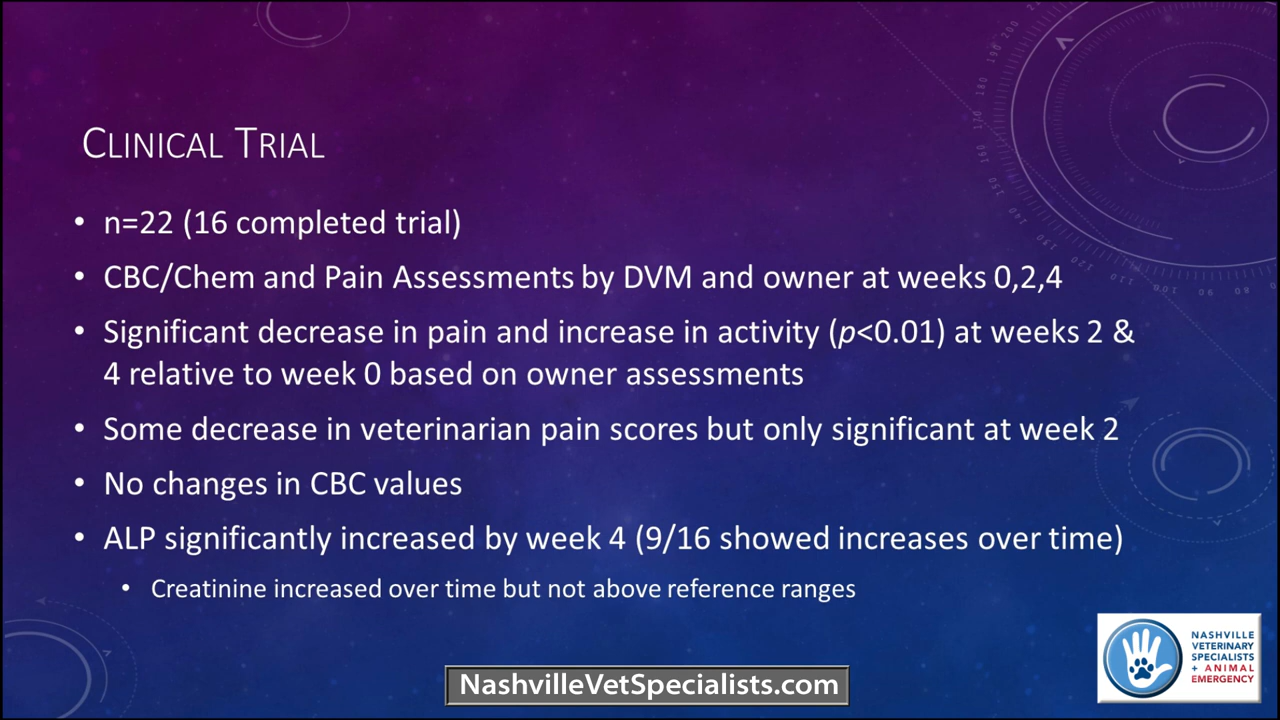 CLINICAL TRIAL
• n=22 (16 completed trial)
• CBC/Chem and Pain Assessments by DVM and owner at weeks 0,2,4
• Significant decrease in pain and increase in activity (p<0.01) at weeks 2 &
4 relative to week 0 based on owner assessments
• Some decrease in veterinarian pain scores but only significant at week 2
• No changes in CBC values
• ALP significantly increased by week 4 (9/16 showed increases over time)
• Creatinine increased over time but not above reference ranges
NASHVILLE
VETERINARY
SPECIALISTS
+ ANIMAL
EMERGENCY
NashvilleVetSpecialists.com